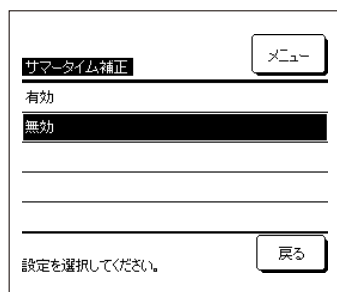 サマータイム補正
メニュー
有効
無効
設定を選択してください。
戻る